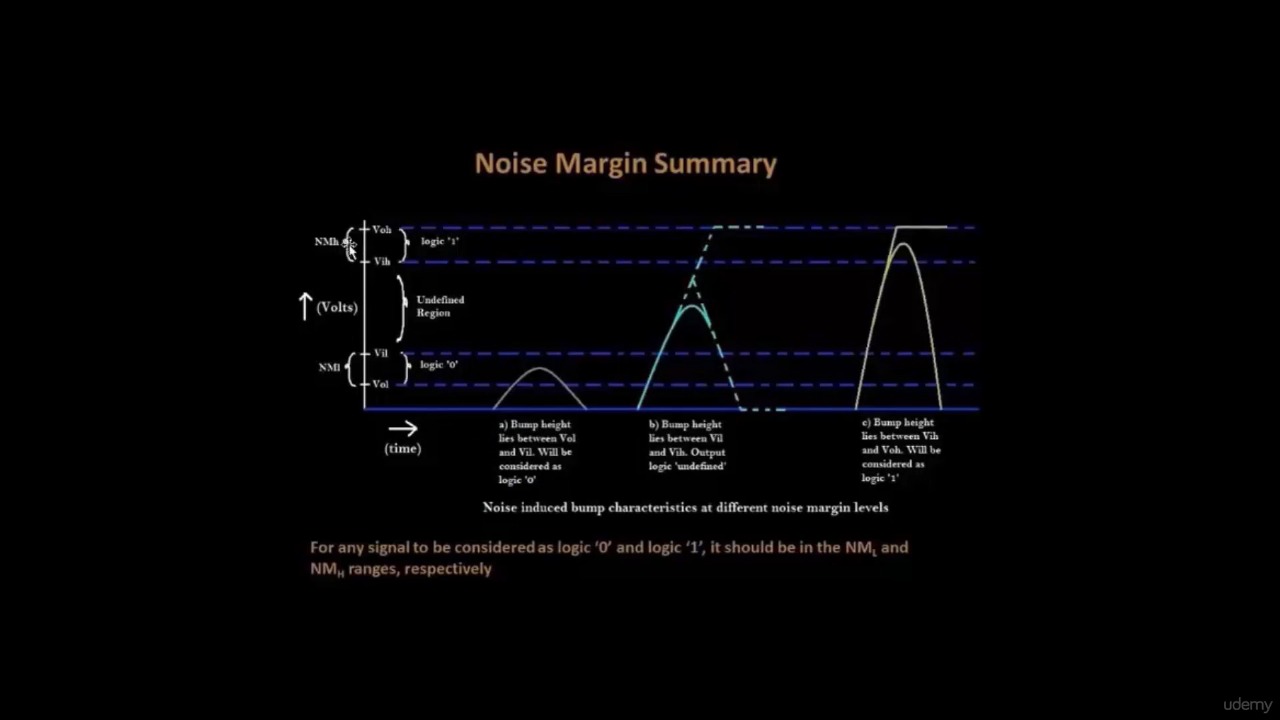 Noise Margin Summary
Voh
NMh
logic '1'
Vih
Undefined
Region
(Volts)
Vil
NMl
logic '0'
Vol
(time)
a) Bump height
lies between Vol
and Vil. Will be
considered as
logic '0'
b) Bump height
lies between Vil
and Vih. Output
logic 'undefined'
c) Bump height
lies between Vih
and Voh. Will be
considered as
logic '1'
Noise induced bump characteristics at different noise margin levels
For any signal to be considered as logic ‘0’ and logic ‘1’, it should be in the NML and
NMH ranges, respectively
udemy